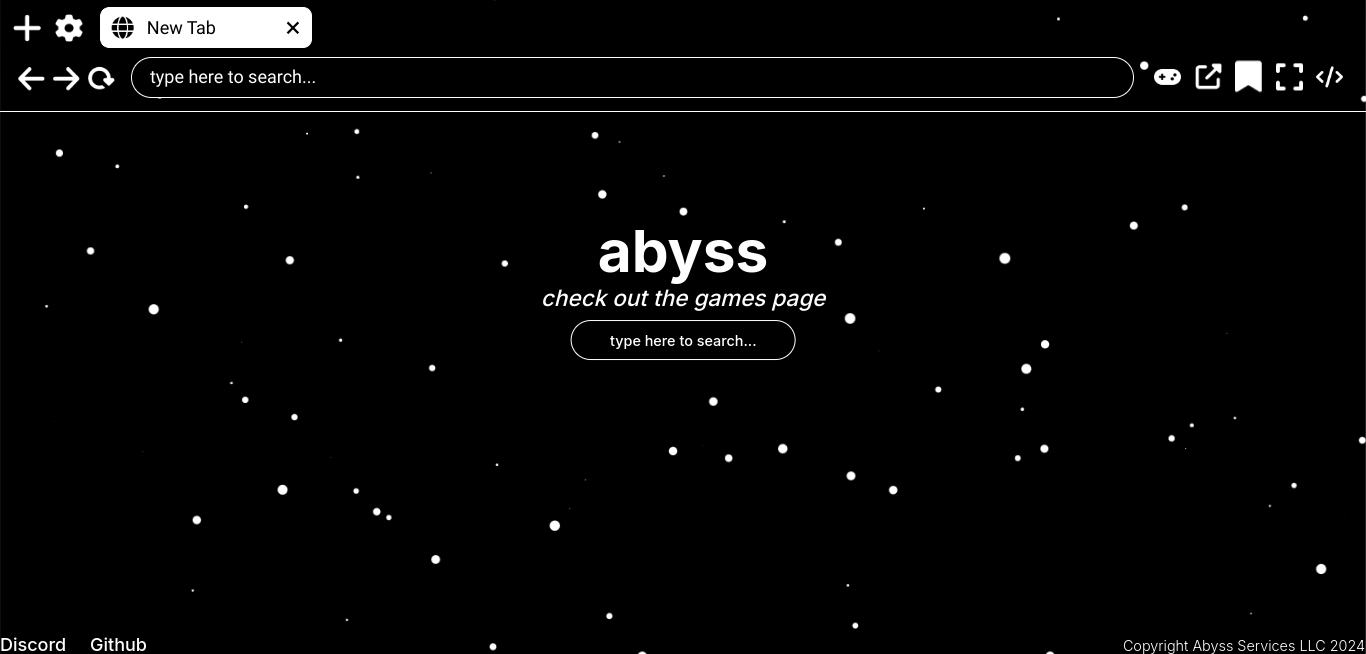 New Tab
type here to search...
abyss
check out the games page
type here to search...
Discord Github
Copyright Abyss Services LLC 2024